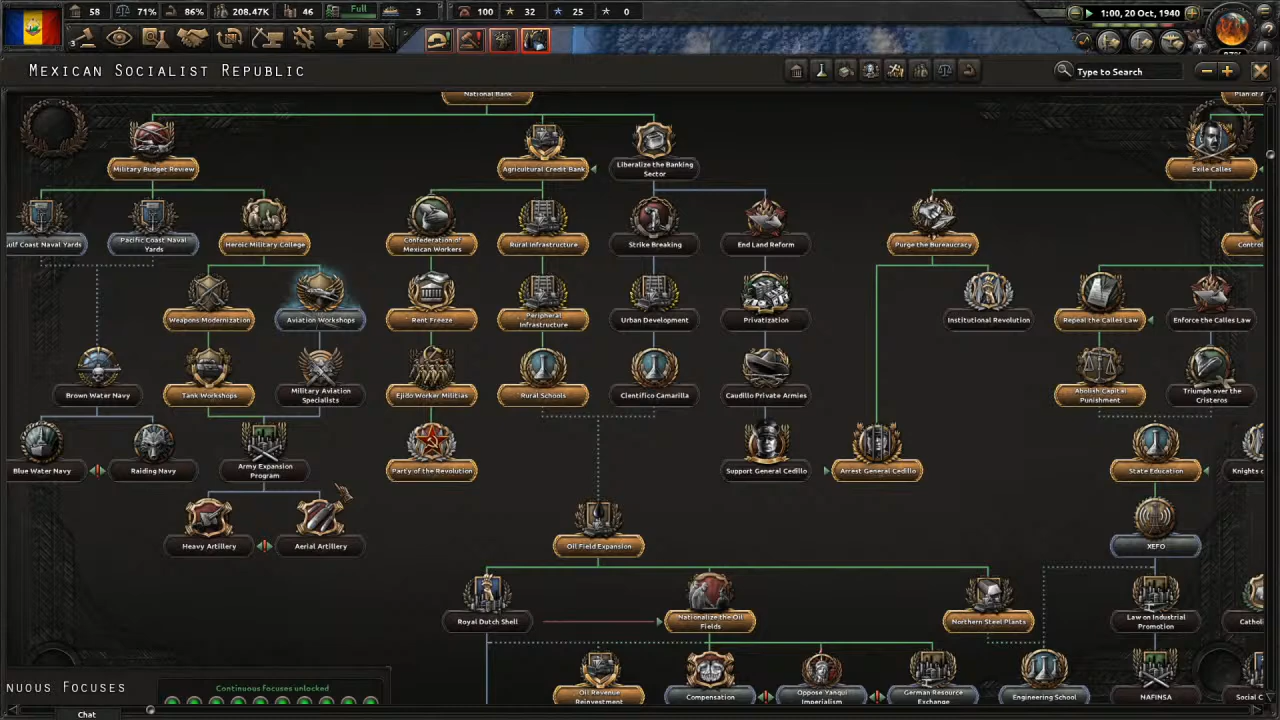 58 71% 86% 208.47K 46 Full 3 100 32 25 0 1:00, 20 Oct, 1940
3
Mexican Socialist Republic
Type to Search
National Bank
Military Budget Review
Agricultural Credit Bank
Liberalize the Banking
Sector
Exile Calles
Gulf Coast Naval Yards
Pacific Coast Naval
Yards
Heroic Military College
Confederation of
Mexican Workers
Rural Infrastructure
Strike Breaking
End Land Reform
Purge the Bureaucracy
Weapons Modernization
Aviation Workshops
Rent Freeze
Peripheral
Infrastructure
Urban Development
Privatization
Institutional Revolution
Repeal the Calles Law
Enforce the Calles Law
Brown Water Navy
Tank Workshops
Military Aviation
Specialists
Ejido Worker Militias
Rural Schools
Cientifico Camarilla
Caudillo Private Armies
Abolish Capital
Punishment
Triumph over the
Cristeros
Blue Water Navy
Raiding Navy
Army Expansion
Program
Party of the Revolution
Support General Cedillo
Arrest General Cedillo
State Education
Heavy Artillery
Aerial Artillery
Oil Field Expansion
XEFO
Royal Dutch Shell
Nationalize the Oil
Fields
Northern Steel Plants
Law on Industrial
Promotion
Continuous focuses unlocked
Oil Revenue
Reinvestment
Compensation
Oppose Yanqui
Imperialism
German Resource
Exchange
Engineering School
NAFINSA
Chat